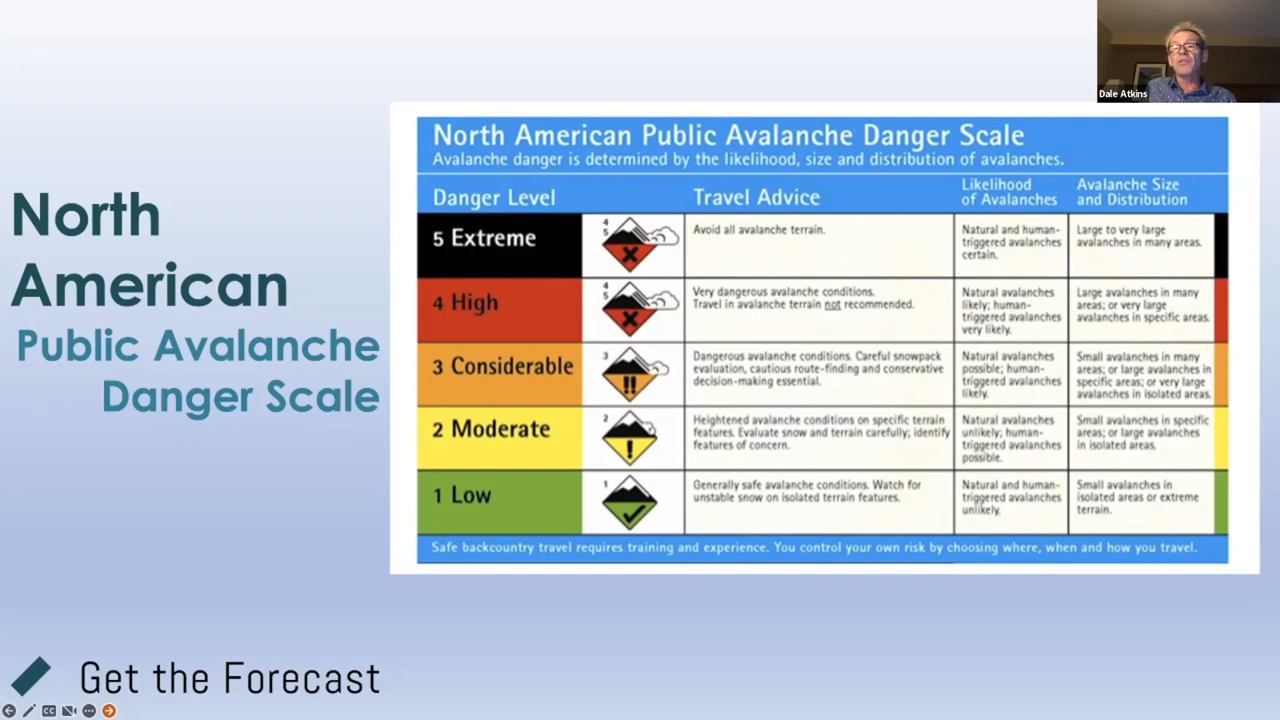 Dale Atkins
North
American
Public Avalanche
Danger Scale
North American Public Avalanche Danger Scale
Avalanche danger is determined by the likelihood, size and distribution of avalanches.
Danger Level
Travel Advice
Likelihood
of Avalanches
Avalanche Size
and Distribution
5 Extreme
4
5
Avoid all avalanche terrain.
Natural and human-
triggered avalanches
certain.
Large to very large
avalanches in many areas.
4 High
4
5
Very dangerous avalanche conditions.
Travel in avalanche terrain not recommended.
Natural avalanches
likely; human-
triggered avalanches
very likely.
Large avalanches in many
areas; or very large
avalanches in specific areas.
3 Considerable
3
Dangerous avalanche conditions. Careful snowpack
evaluation, cautious route-finding and conservative
decision-making essential.
Natural avalanches
possible; human-
triggered avalanches
likely.
Small avalanches in many
areas; or large avalanches in
specific areas; or very large
avalanches in isolated areas.
2 Moderate
2
Heightened avalanche conditions on specific terrain
features. Evaluate snow and terrain carefully; identify
features of concern.
Natural avalanches
unlikely; human-
triggered avalanches
possible.
Small avalanches in specific
areas; or large avalanches
in isolated areas.
1 Low
1
Generally safe avalanche conditions. Watch for
unstable snow on isolated terrain features.
Natural and human-
triggered avalanches
unlikely.
Small avalanches in
isolated areas or extreme
terrain.
Safe backcountry travel requires training and experience. You control your own risk by choosing where, when and how you travel.
Get the Forecast
CC